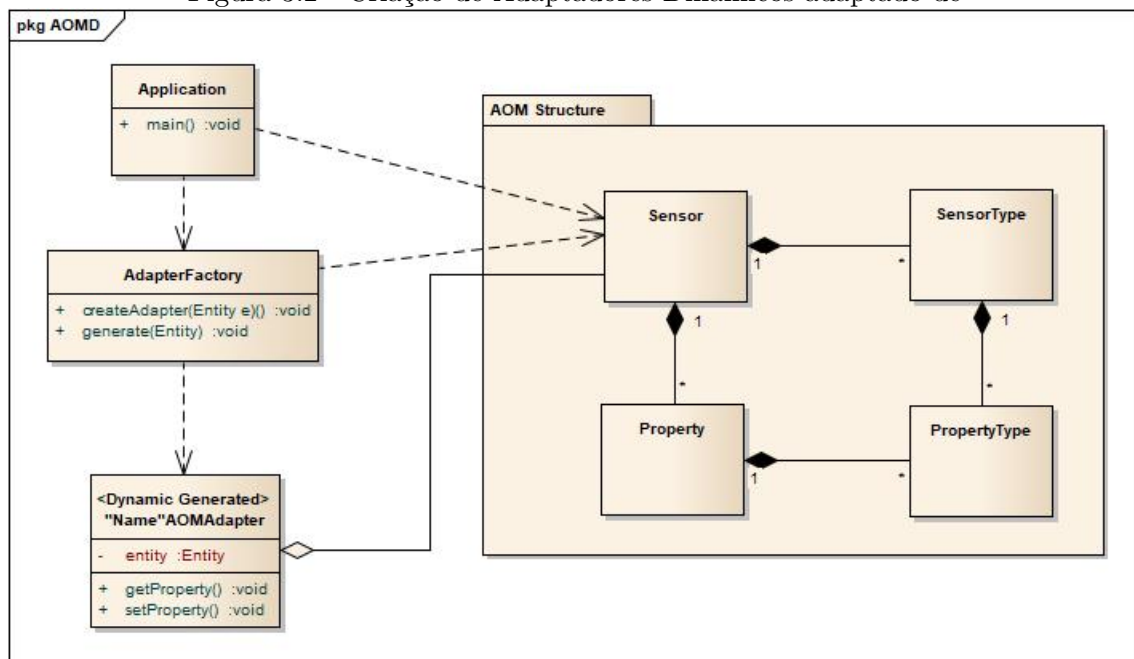 pkg AOMD
Application
+ main() :void
AOM Structure
Sensor
SensorType
1
*
AdapterFactory
+ createAdapter(Entity e)() :void
+ generate(Entity) :void
1
1
*
*
Property
PropertyType
1
*
<Dynamic Generated>
"Name"AOMAdapter
- entity :Entity
+ getProperty() :void
+ setProperty() :void